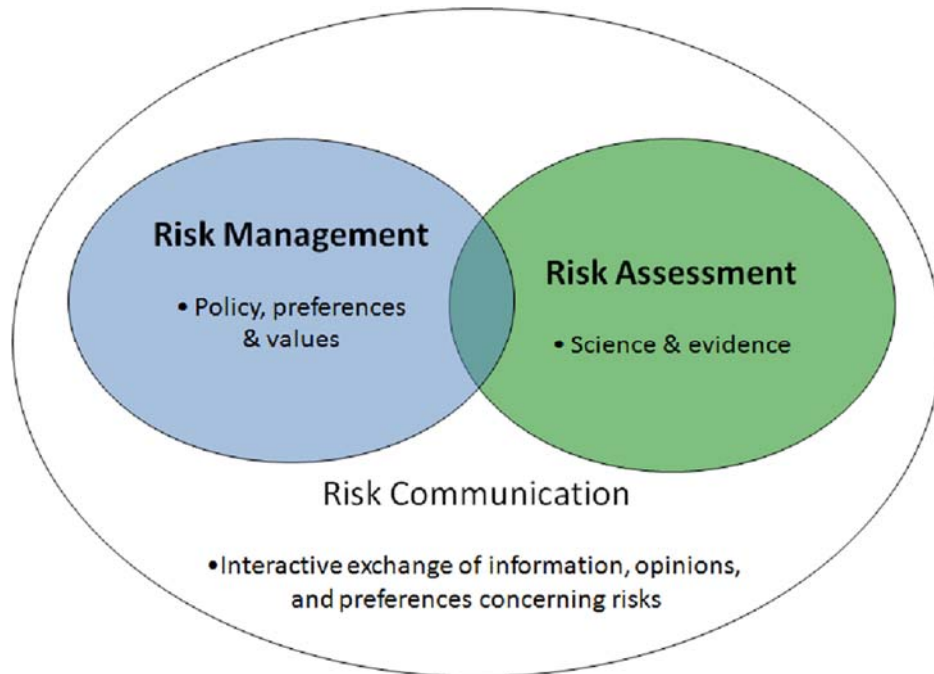 Risk Management
• Policy, preferences
& values
Risk Assessment
• Science & evidence
Risk Communication
•Interactive exchange of information, opinions,
and preferences concerning risks